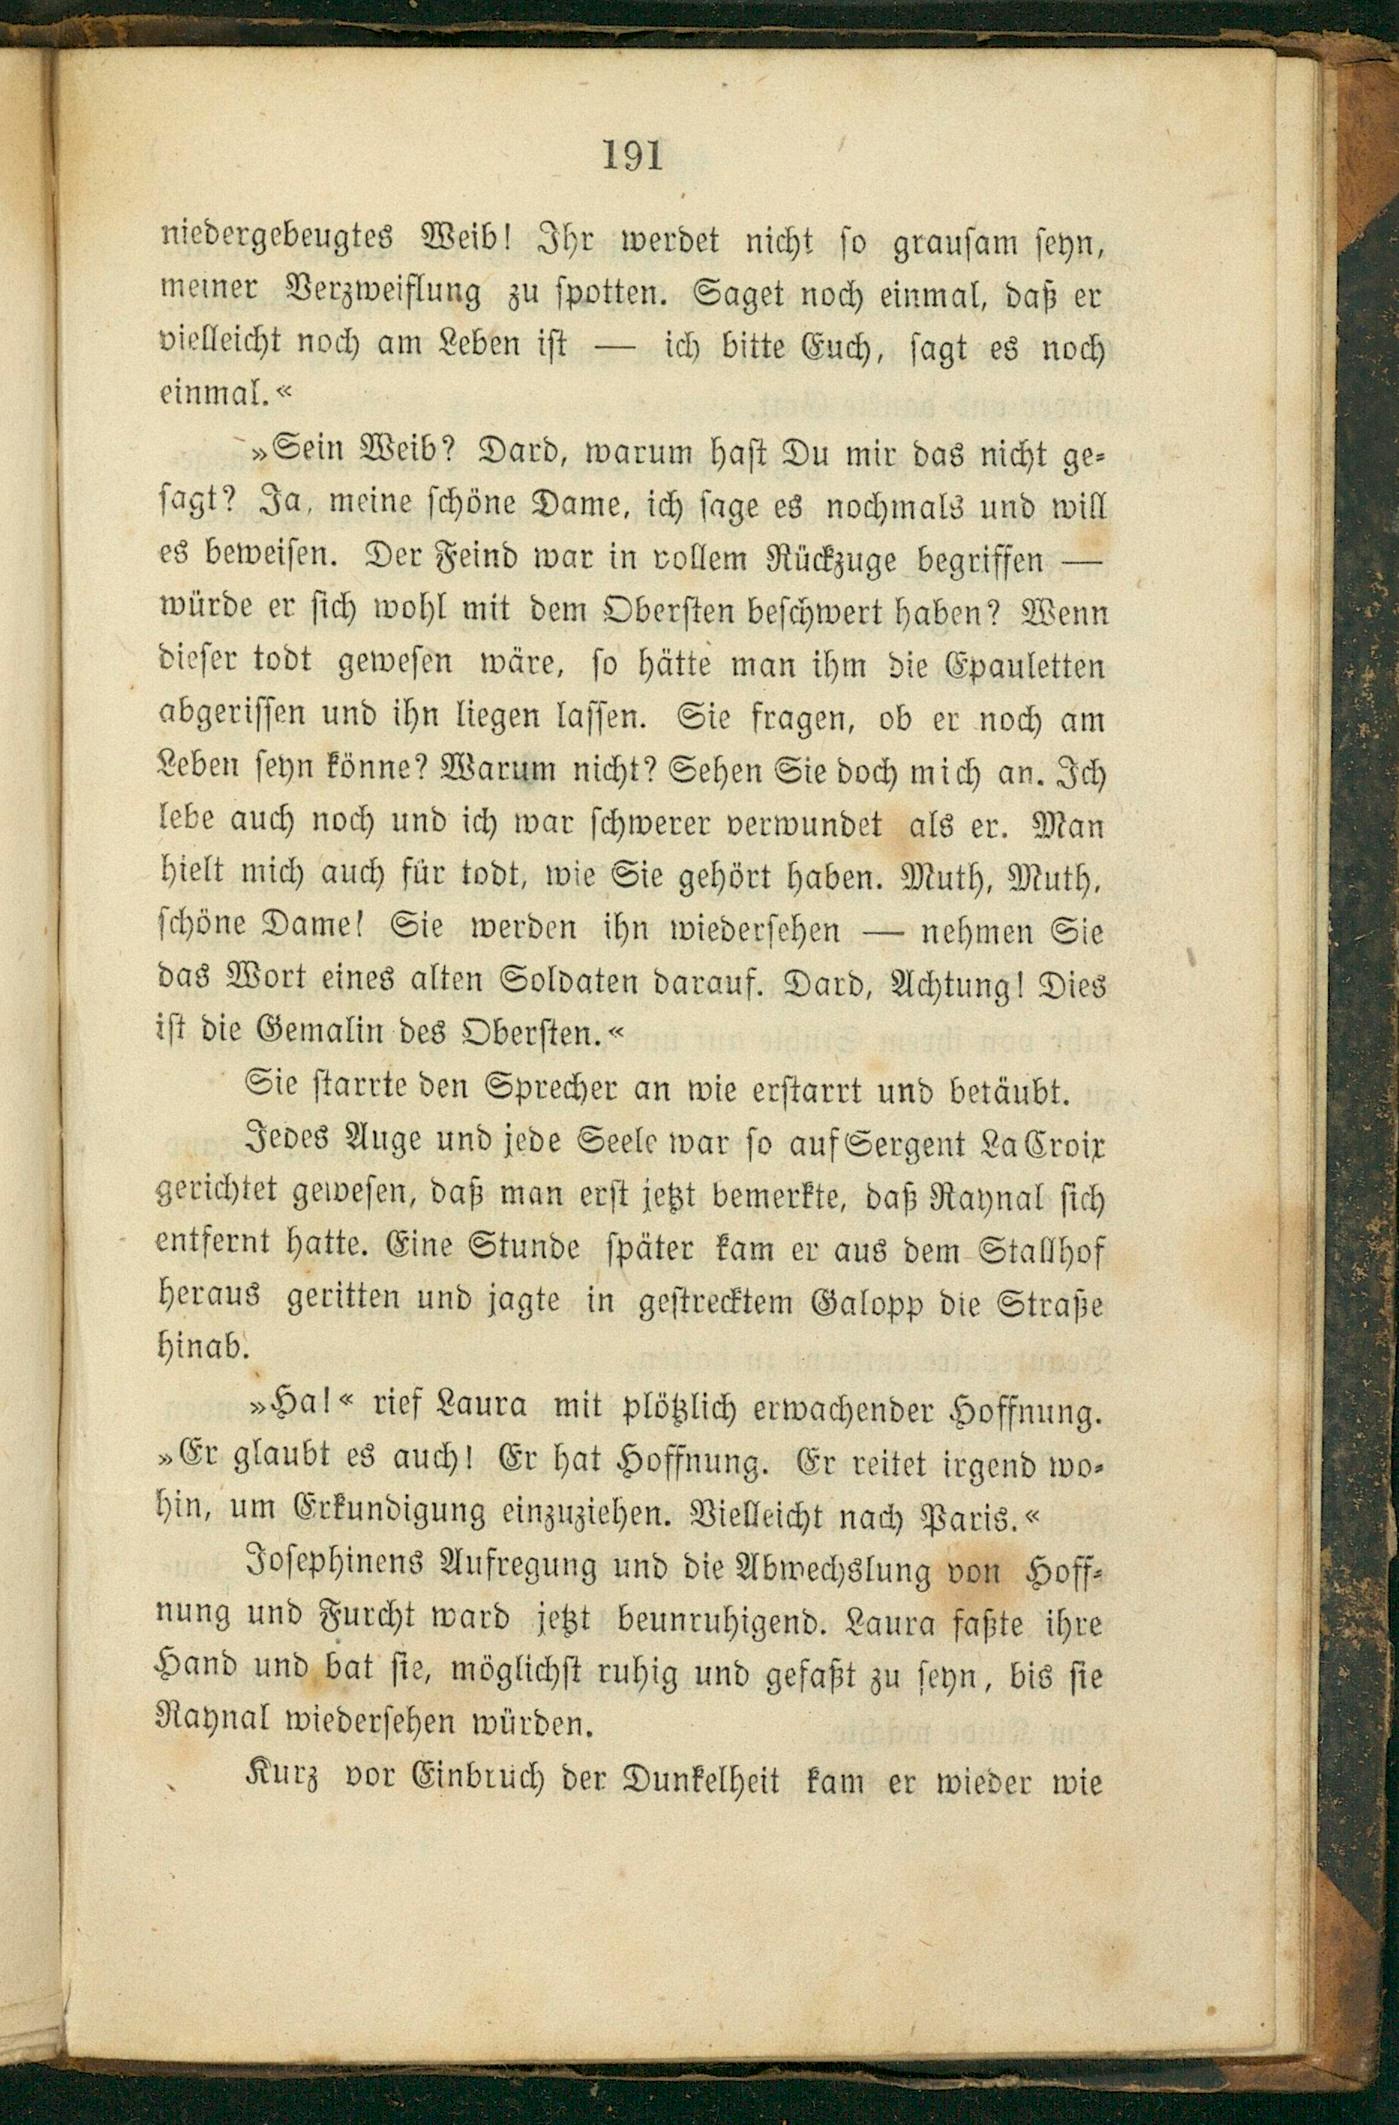 191
niedergebeugtes Weib! Ihr werdet nicht so grausam seyn,
meiner Verzweiflung zu spotten. Saget noch einmal, daß er
vielleicht noch am Leben ist — ich bitte Euch, sagt es noch
einmal.«
»Sein Weib? Dard, warum hast Du mir das nicht ge-
sagt? Ja, meine schöne Dame, ich sage es nochmals und will
es beweisen. Der Feind war in vollem Rückzuge begriffen —
würde er sich wohl mit dem Obersten beschwert haben? Wenn
dieser todt gewesen wäre, so hätte man ihm die Epauletten
abgerissen und ihn liegen lassen. Sie fragen, ob er noch am
Leben seyn könne? Warum nicht? Sehen Sie doch mich an. Ich
lebe auch noch und ich war schwerer verwundet als er. Man
hielt mich auch für todt, wie Sie gehört haben. Muth, Muth,
schöne Dame! Sie werden ihn wiedersehen — nehmen Sie
das Wort eines alten Soldaten darauf. Dard, Achtung! Dies
ist die Gemalin des Obersten.«
Sie starrte den Sprecher an wie erstarrt und betäubt.
Jedes Auge und jede Seele war so auf Sergent La Croix
gerichtet gewesen, daß man erst jetzt bemerkte, daß Raynal sich
entfernt hatte. Eine Stunde später kam er aus dem Stallhof
heraus geritten und jagte in gestrecktem Galopp die Straße
hinab.
»Ha!« rief Laura mit plötzlich erwachender Hoffnung.
»Er glaubt es auch! Er hat Hoffnung. Er reitet irgend wo-
hin, um Erkundigung einzuziehen. Vielleicht nach Paris.«
Josephinens Aufregung und die Abwechslung von Hoff-
nung und Furcht ward jetzt beunruhigend. Laura faßte ihre
Hand und bat sie, möglichst ruhig und gefaßt zu seyn, bis sie
Raynal wiedersehen würden.
Kurz vor Einbruch der Dunkelheit kam er wieder wie